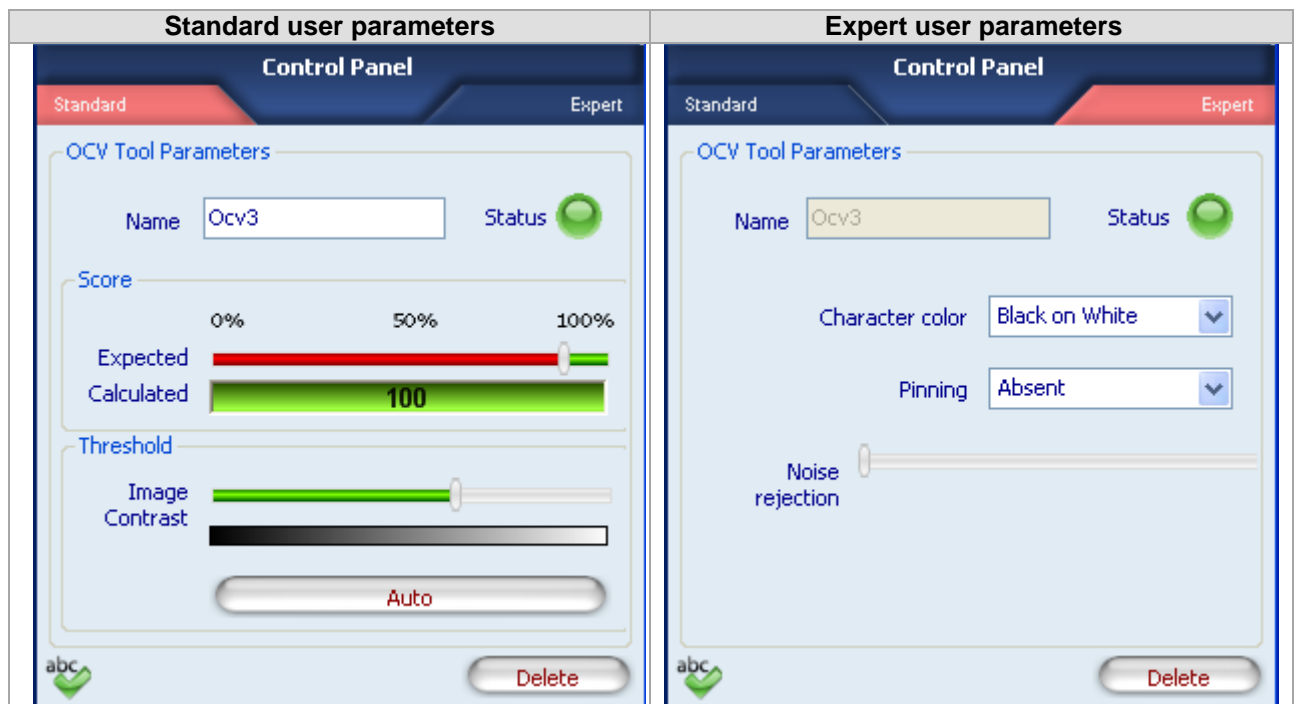 Standard user parameters
Expert user parameters
Control Panel
Standard
Expert
OCV Tool Parameters
Name
Ocv3
Status
Score
0%
50%
100%
Expected
Calculated
100
Threshold
Image
Contrast
Auto
abc
Delete
Control Panel
Standard
Expert
OCV Tool Parameters
Name
Ocv3
Status
Character color
Black on White
Pinning
Absent
Noise
rejection
abc
Delete